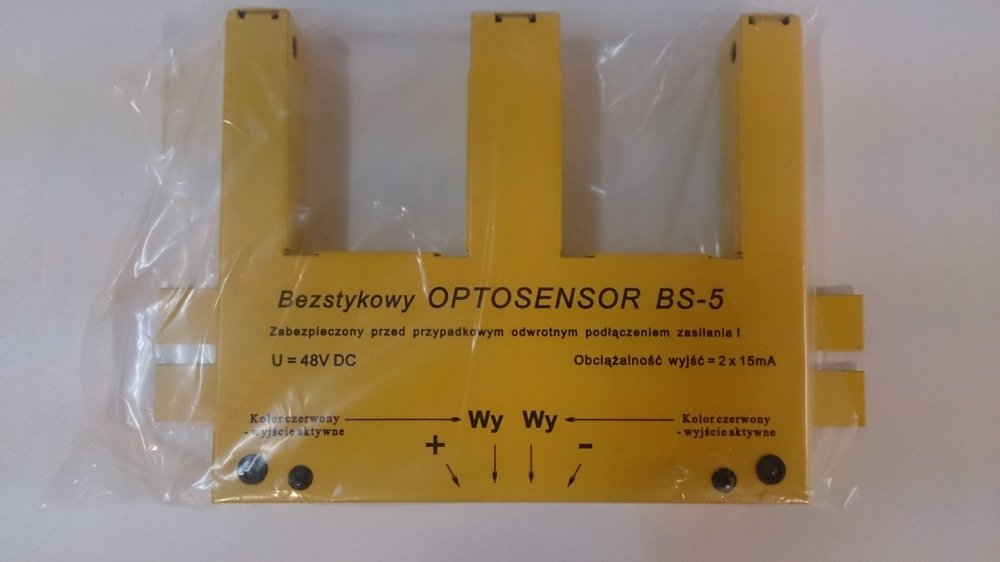 Bezstykowy OPTOSENSOR BS-5
Zabezpieczony przed przypadkowym odwrotnym podłączeniem zasilania !
U = 48V DC
Obciążalność wyjść = 2 x 15mA
Kolor czerwony
- wyjście aktywne
Wy Wy
Kolor czerwony
- wyjście aktywne
+ -